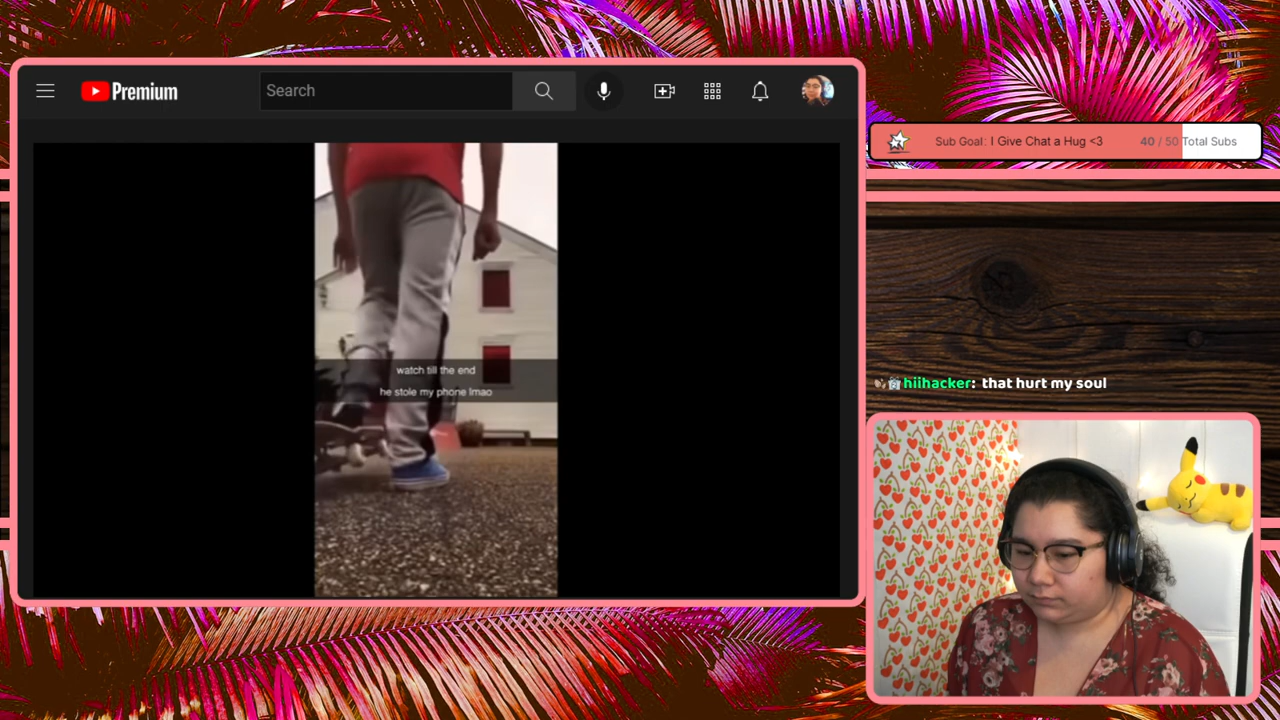 Premium
Search
Sub Goal: I Give Chat a Hug <3
40 / 50 Total Subs
watch till the end
he stole my phone lmao
hiihacker: that hurt my soul